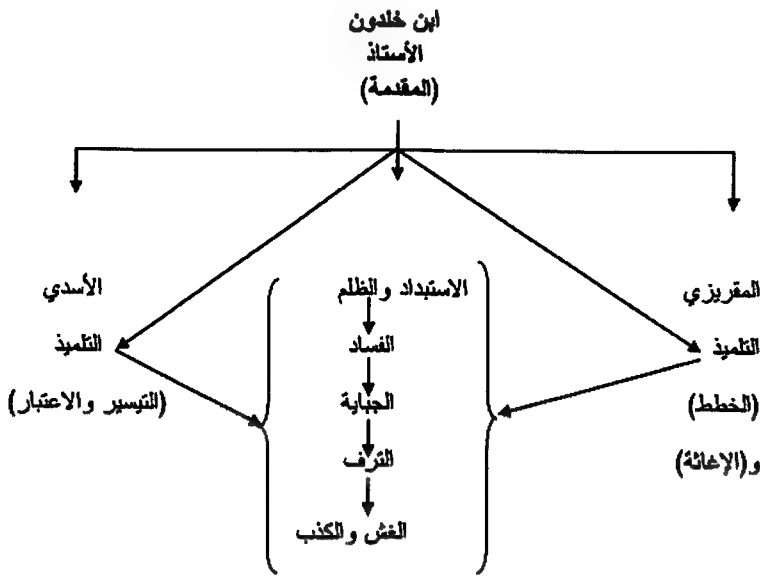 ابن خلدون
الأستاذ
(المقدمة)
المقريزي
التلميذ
(الخطط)
و(الإغاثة)
الاستبداد والظلم
الفساد
الجباية
الترف
الغش والكذب
الأسدي
التلميذ
(التيسير والاعتبار)